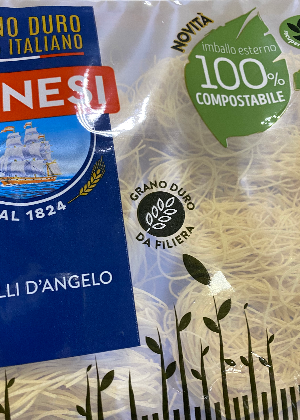 NO DURO
ITALIANO
NESI
AL 1824
LLI D'ANGELO
NOVITÀ
imballo esterno
100%
COMPOSTABILE
GRANO DURO
DA FILIERA